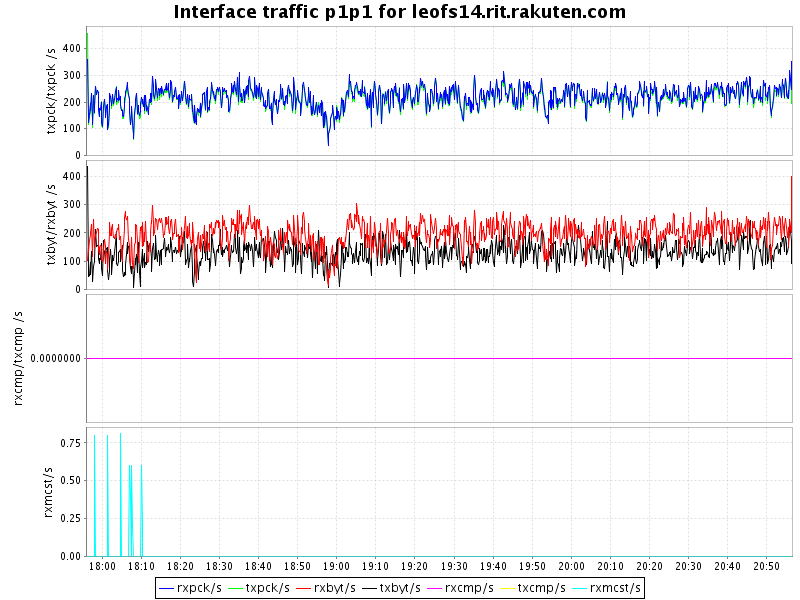 Interface traffic p1p1 for leofs14.rit.rakuten.com
txpck/txpck /s
400
300
200
100
0
txbyt/rxbyt /s
400
300
200
100
0
rxcmp/txcmp /s
0.0000000
rxmcst/s
0.75
0.50
0.25
0.00
18:00 18:10 18:20 18:30 18:40 18:50 19:00 19:10 19:20 19:30 19:40 19:50 20:00 20:10 20:20 20:30 20:40 20:50
rxpck/s txpck/s rxbyt/s txbyt/s rxcmp/s txcmp/s rxmcst/s